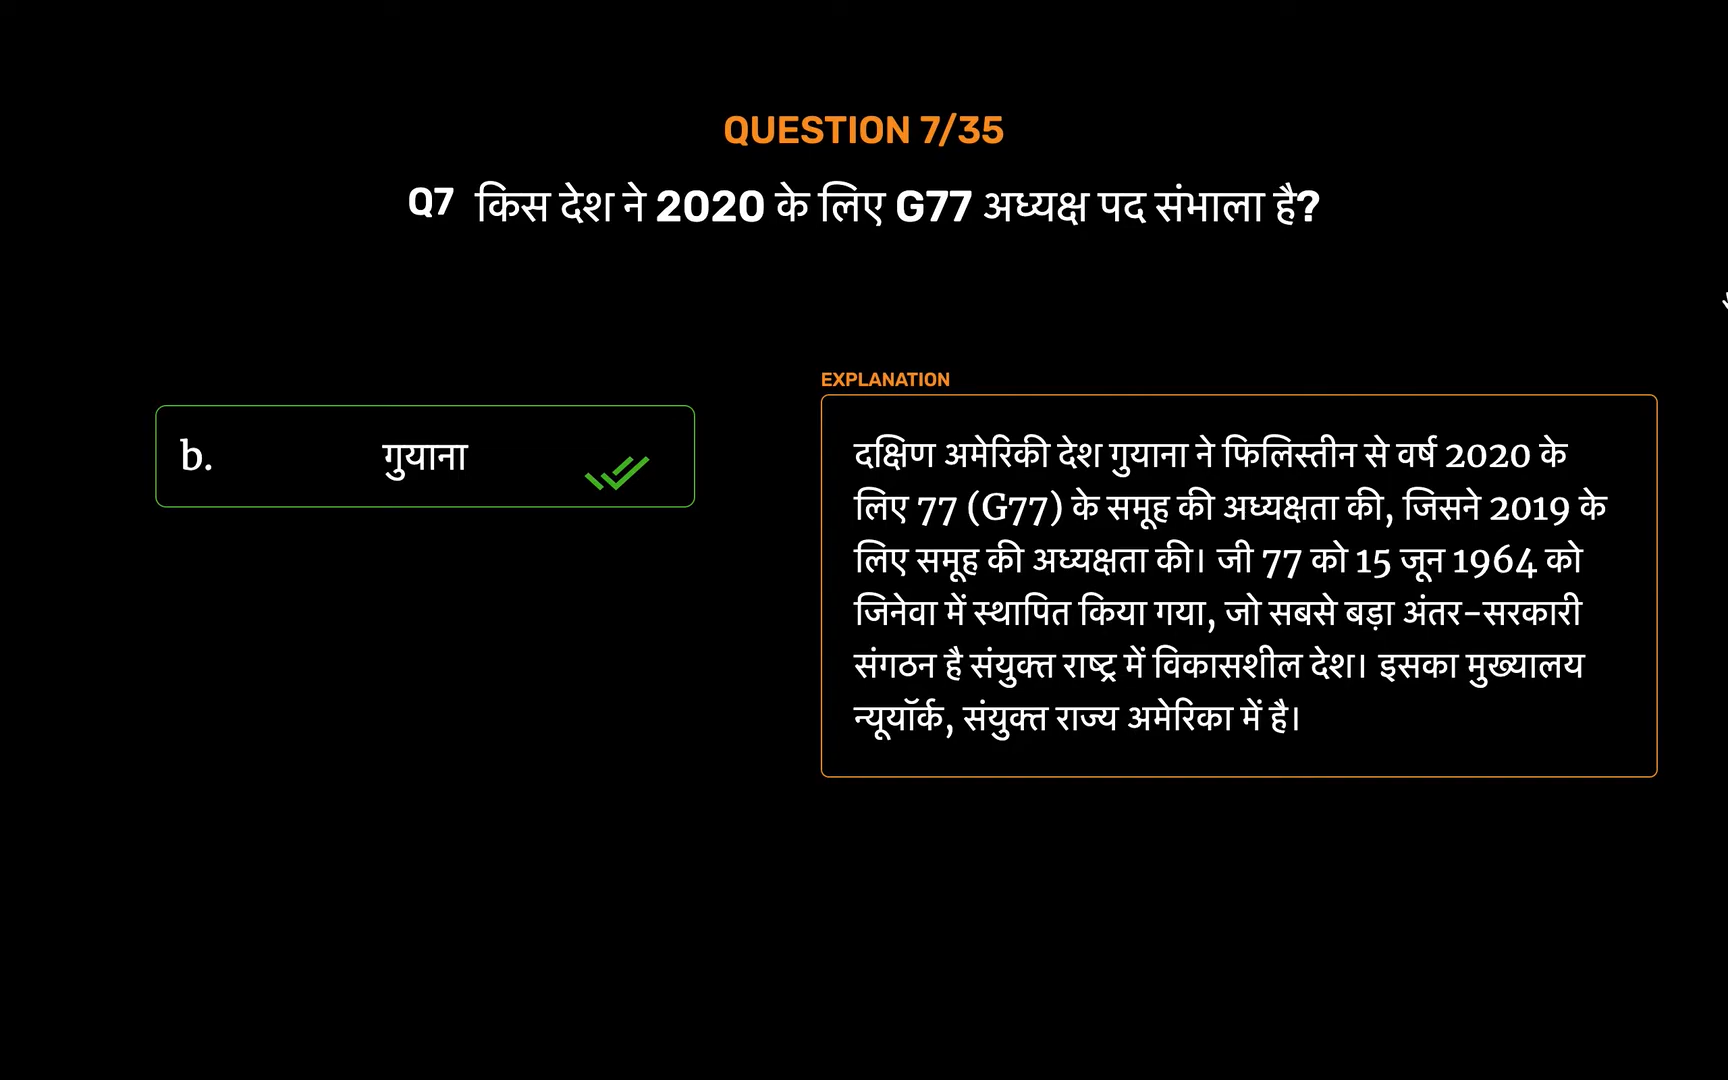 QUESTION 7/35
Q7 किस देश ने 2020 के लिए G77 अध्यक्ष पद संभाला है?
b. गुयाना
EXPLANATION
दक्षिण अमेरिकी देश गुयाना ने फिलिस्तीन से वर्ष 2020 के
लिए 77 (G77) के समूह की अध्यक्षता की, जिसने 2019 के
लिए समूह की अध्यक्षता की। जी 77 को 15 जून 1964 को
जिनेवा में स्थापित किया गया, जो सबसे बड़ा अंतर-सरकारी
संगठन है संयुक्त राष्ट्र में विकासशील देश। इसका मुख्यालय
न्यूयॉर्क, संयुक्त राज्य अमेरिका में है।